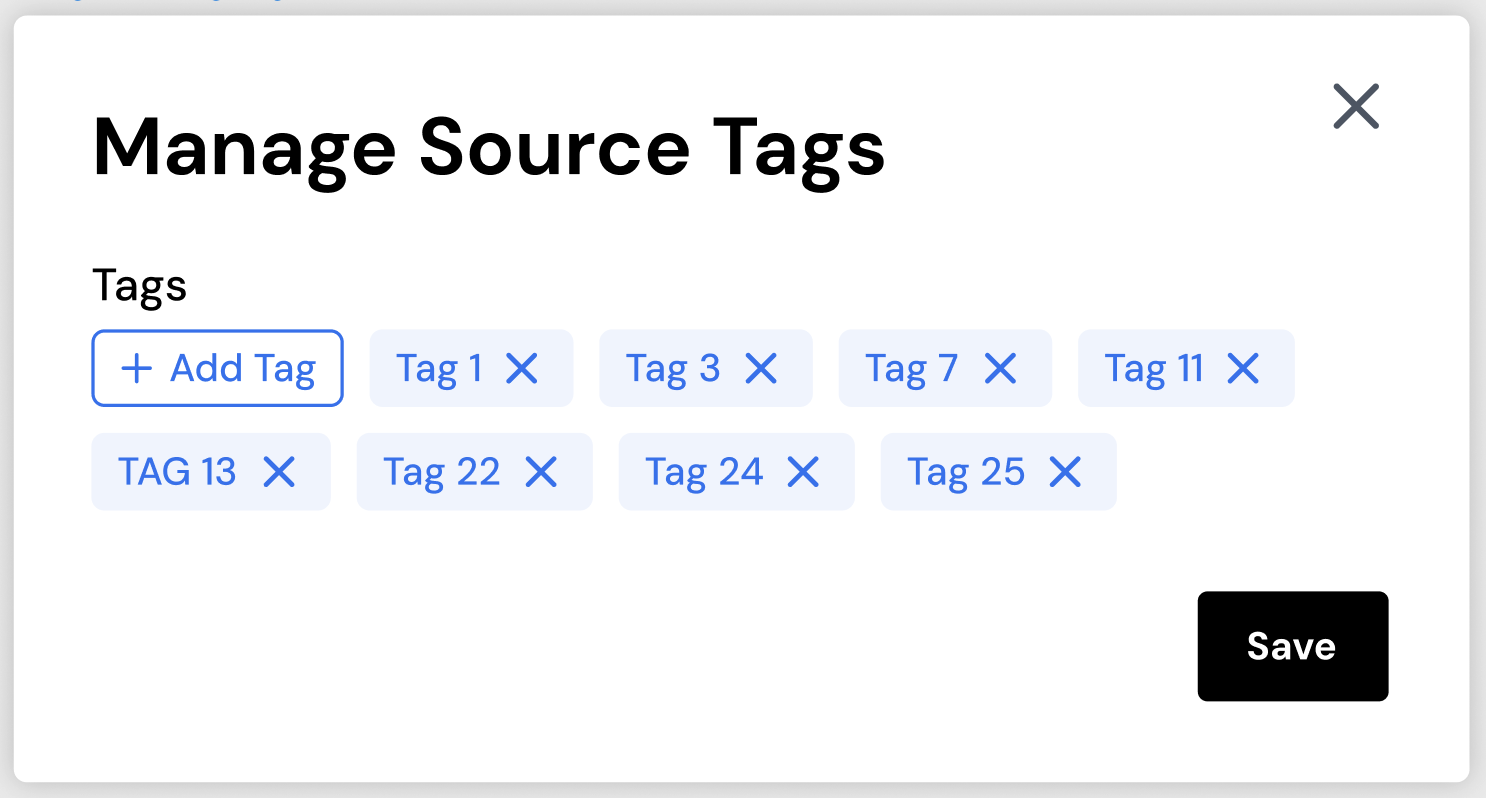 Manage Source Tags
Tags
+ Add Tag Tag 1 Tag 3 Tag 7 Tag 11
TAG 13 Tag 22 Tag 24 Tag 25
Save